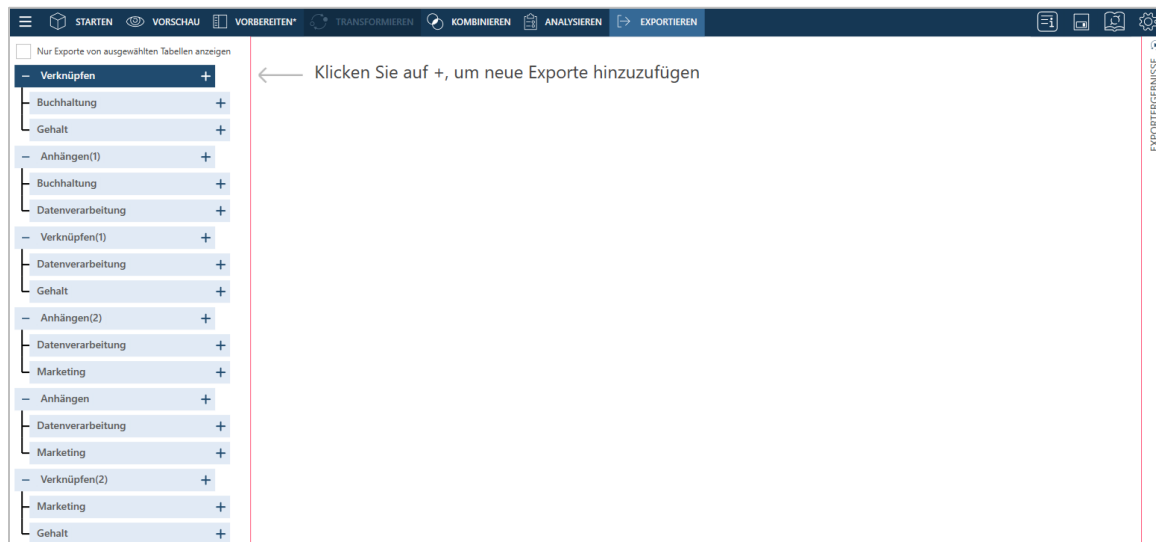 STARTEN VORSCHAU VORBEREITEN* TRANSFORMIEREN KOMBINIEREN ANALYSIEREN EXPORTIEREN
Nur Exporte von ausgewählten Tabellen anzeigen
– Verknüpfen +
Buchhaltung +
Gehalt +
– Anhängen(1) +
Buchhaltung +
Datenverarbeitung +
– Verknüpfen(1) +
Datenverarbeitung +
Gehalt +
– Anhängen(2) +
Datenverarbeitung +
Marketing +
– Anhängen +
Datenverarbeitung +
Marketing +
– Verknüpfen(2) +
Marketing +
Gehalt +
Klicken Sie auf +, um neue Exporte hinzuzufügen
EXPORTERGEBNISSE